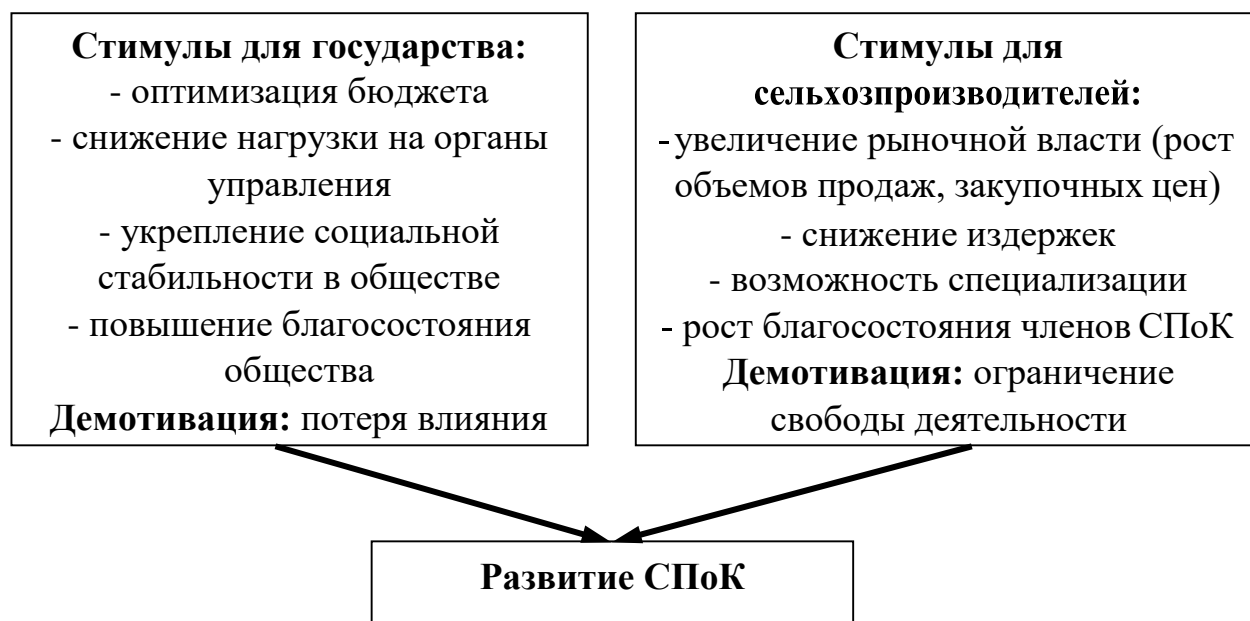 Стимулы для государства:
- оптимизация бюджета
- снижение нагрузки на органы
управления
- укрепление социальной
стабильности в обществе
- повышение благосостояния
общества
Демотивация: потеря влияния
Стимулы для
сельхозпроизводителей:
- увеличение рыночной власти (рост
объемов продаж, закупочных цен)
- снижение издержек
- возможность специализации
- рост благосостояния членов СПоК
Демотивация: ограничение
свободы деятельности
Развитие СПоК